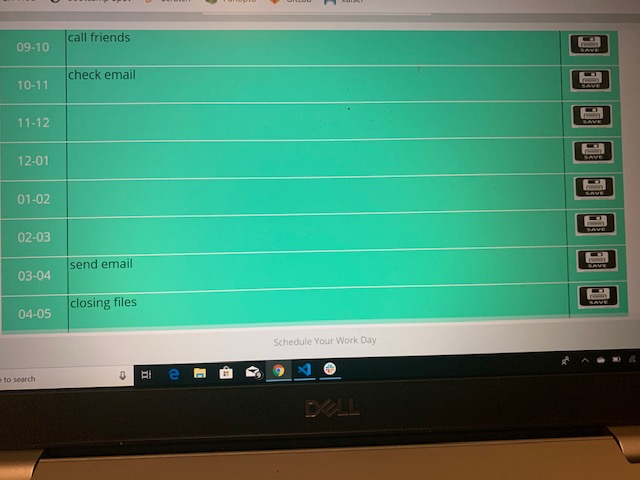 09-10 call friends SAVE
10-11 check email SAVE
11-12 SAVE
12-01 SAVE
01-02 SAVE
02-03 SAVE
03-04 send email SAVE
04-05 closing files SAVE
Schedule Your Work Day
e to search
DELL